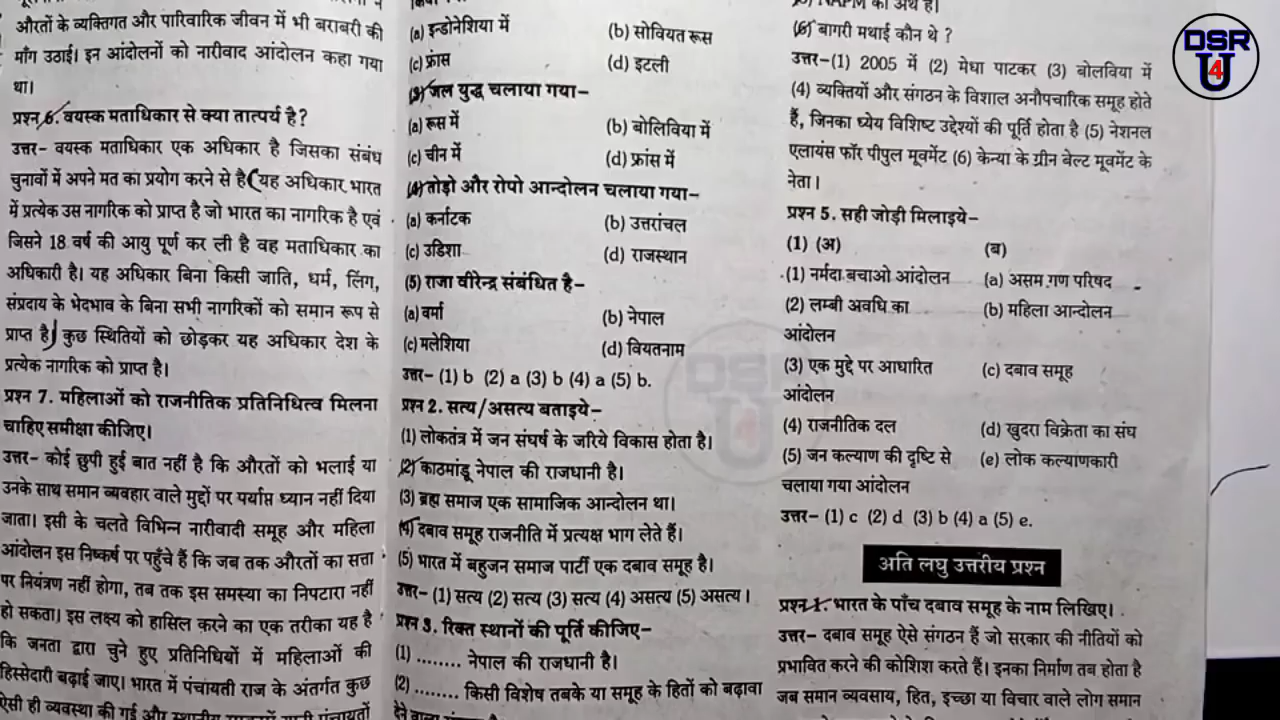 औरतों के व्यक्तिगत और पारिवारिक जीवन में भी बराबरी की
माँग उठाई। इन आंदोलनों को नारीवाद आंदोलन कहा गया
था।
प्रश्न 6. वयस्क मताधिकार से क्या तात्पर्य है?
उत्तर- वयस्क मताधिकार एक अधिकार है जिसका संबंध
चुनावों में अपने मत का प्रयोग करने से है (यह अधिकार भारत
में प्रत्येक उस नागरिक को प्राप्त है जो भारत का नागरिक है एवं
जिसने 18 वर्ष की आयु पूर्ण कर ली है वह मताधिकार का
अधिकारी है। यह अधिकार बिना किसी जाति, धर्म, लिंग,
संप्रदाय के भेदभाव के बिना सभी नागरिकों को समान रूप से
प्राप्त है) कुछ स्थितियों को छोड़कर यह अधिकार देश के
प्रत्येक नागरिक को प्राप्त है।
प्रश्न 7. महिलाओं को राजनीतिक प्रतिनिधित्व मिलना
चाहिए समीक्षा कीजिए।
उत्तर- कोई छुपी हुई बात नहीं है कि औरतों को भलाई या
उनके साथ समान व्यवहार वाले मुद्दों पर पर्याप्त ध्यान नहीं दिया
जाता। इसी के चलते विभिन्न नारीवादी समूह और महिला
आंदोलन इस निष्कर्ष पर पहुँचे हैं कि जब तक औरतों का सत्ता
पर नियंत्रण नहीं होगा, तब तक इस समस्या का निपटारा नहीं
हो सकता। इस लक्ष्य को हासिल करने का एक तरीका यह है
कि जनता द्वारा चुने हुए प्रतिनिधियों में महिलाओं की
हिस्सेदारी बढ़ाई जाए। भारत में पंचायती राज के अंतर्गत कुछ
ऐसी ही व्यवस्था की गई और स्थानीय
(a) इन्डोनेशिया में (b) सोवियत रूस
(c) फ्रांस (d) इटली
(3) जल युद्ध चलाया गया-
(a) रूस में (b) बोलिविया में
(c) चीन में (d) फ्रांस में
(4) तोड़ो और रोपो आन्दोलन चलाया गया-
(a) कर्नाटक (b) उत्तरांचल
(c) उडिशा (d) राजस्थान
(5) राजा वीरेन्द्र संबंधित है-
(a) वर्मा (b) नेपाल
(c) मलेशिया (d) वियतनाम
उत्तर- (1) b (2) a (3) b (4) a (5) b.
प्रश्न 2. सत्य/असत्य बताइये-
(1) लोकतंत्र में जन संघर्ष के जरिये विकास होता है।
(2) काठमांडू नेपाल की राजधानी है।
(3) ब्रह्म समाज एक सामाजिक आन्दोलन था।
(4) दबाव समूह राजनीति में प्रत्यक्ष भाग लेते हैं।
(5) भारत में बहुजन समाज पार्टी एक दबाव समूह है।
उत्तर- (1) सत्य (2) सत्य (3) सत्य (4) असत्य (5) असत्य।
प्रश्न 3. रिक्त स्थानों की पूर्ति कीजिए-
(1) ........ नेपाल की राजधानी है।
(2) ........ किसी विशेष तबके या समूह के हितों को बढ़ावा
NAPM का अर्थ है।
(6) बागरी मथाई कौन थे ?
उत्तर-(1) 2005 में (2) मेधा पाटकर (3) बोलविया में
(4) व्यक्तियों और संगठन के विशाल अनौपचारिक समूह होते
हैं, जिनका ध्येय विशिष्ट उद्देश्यों की पूर्ति होता है (5) नेशनल
एलायंस फॉर पीपुल मूवमेंट (6) केन्या के ग्रीन बेल्ट मूवमेंट के
नेता।
प्रश्न 5. सही जोड़ी मिलाइये-
(1) (अ) (ब)
(1) नर्मदा बचाओ आंदोलन (a) असम गण परिषद
(2) लम्बी अवधि का (b) महिला आन्दोलन
आंदोलन
(3) एक मुद्दे पर आधारित (c) दबाव समूह
आंदोलन
(4) राजनीतिक दल (d) खुदरा विक्रेता का संघ
(5) जन कल्याण की दृष्टि से (e) लोक कल्याणकारी
चलाया गया आंदोलन
उत्तर- (1) c (2) d (3) b (4) a (5) e.
अति लघु उत्तरीय प्रश्न
प्रश्न 1. भारत के पाँच दबाव समूह के नाम लिखिए।
उत्तर- दबाव समूह ऐसे संगठन हैं जो सरकार की नीतियों को
प्रभावित करने की कोशिश करते हैं। इनका निर्माण तब होता है
जब समान व्यवसाय, हित, इच्छा या विचार वाले लोग समान
DSR
U
4
DSR
U
4